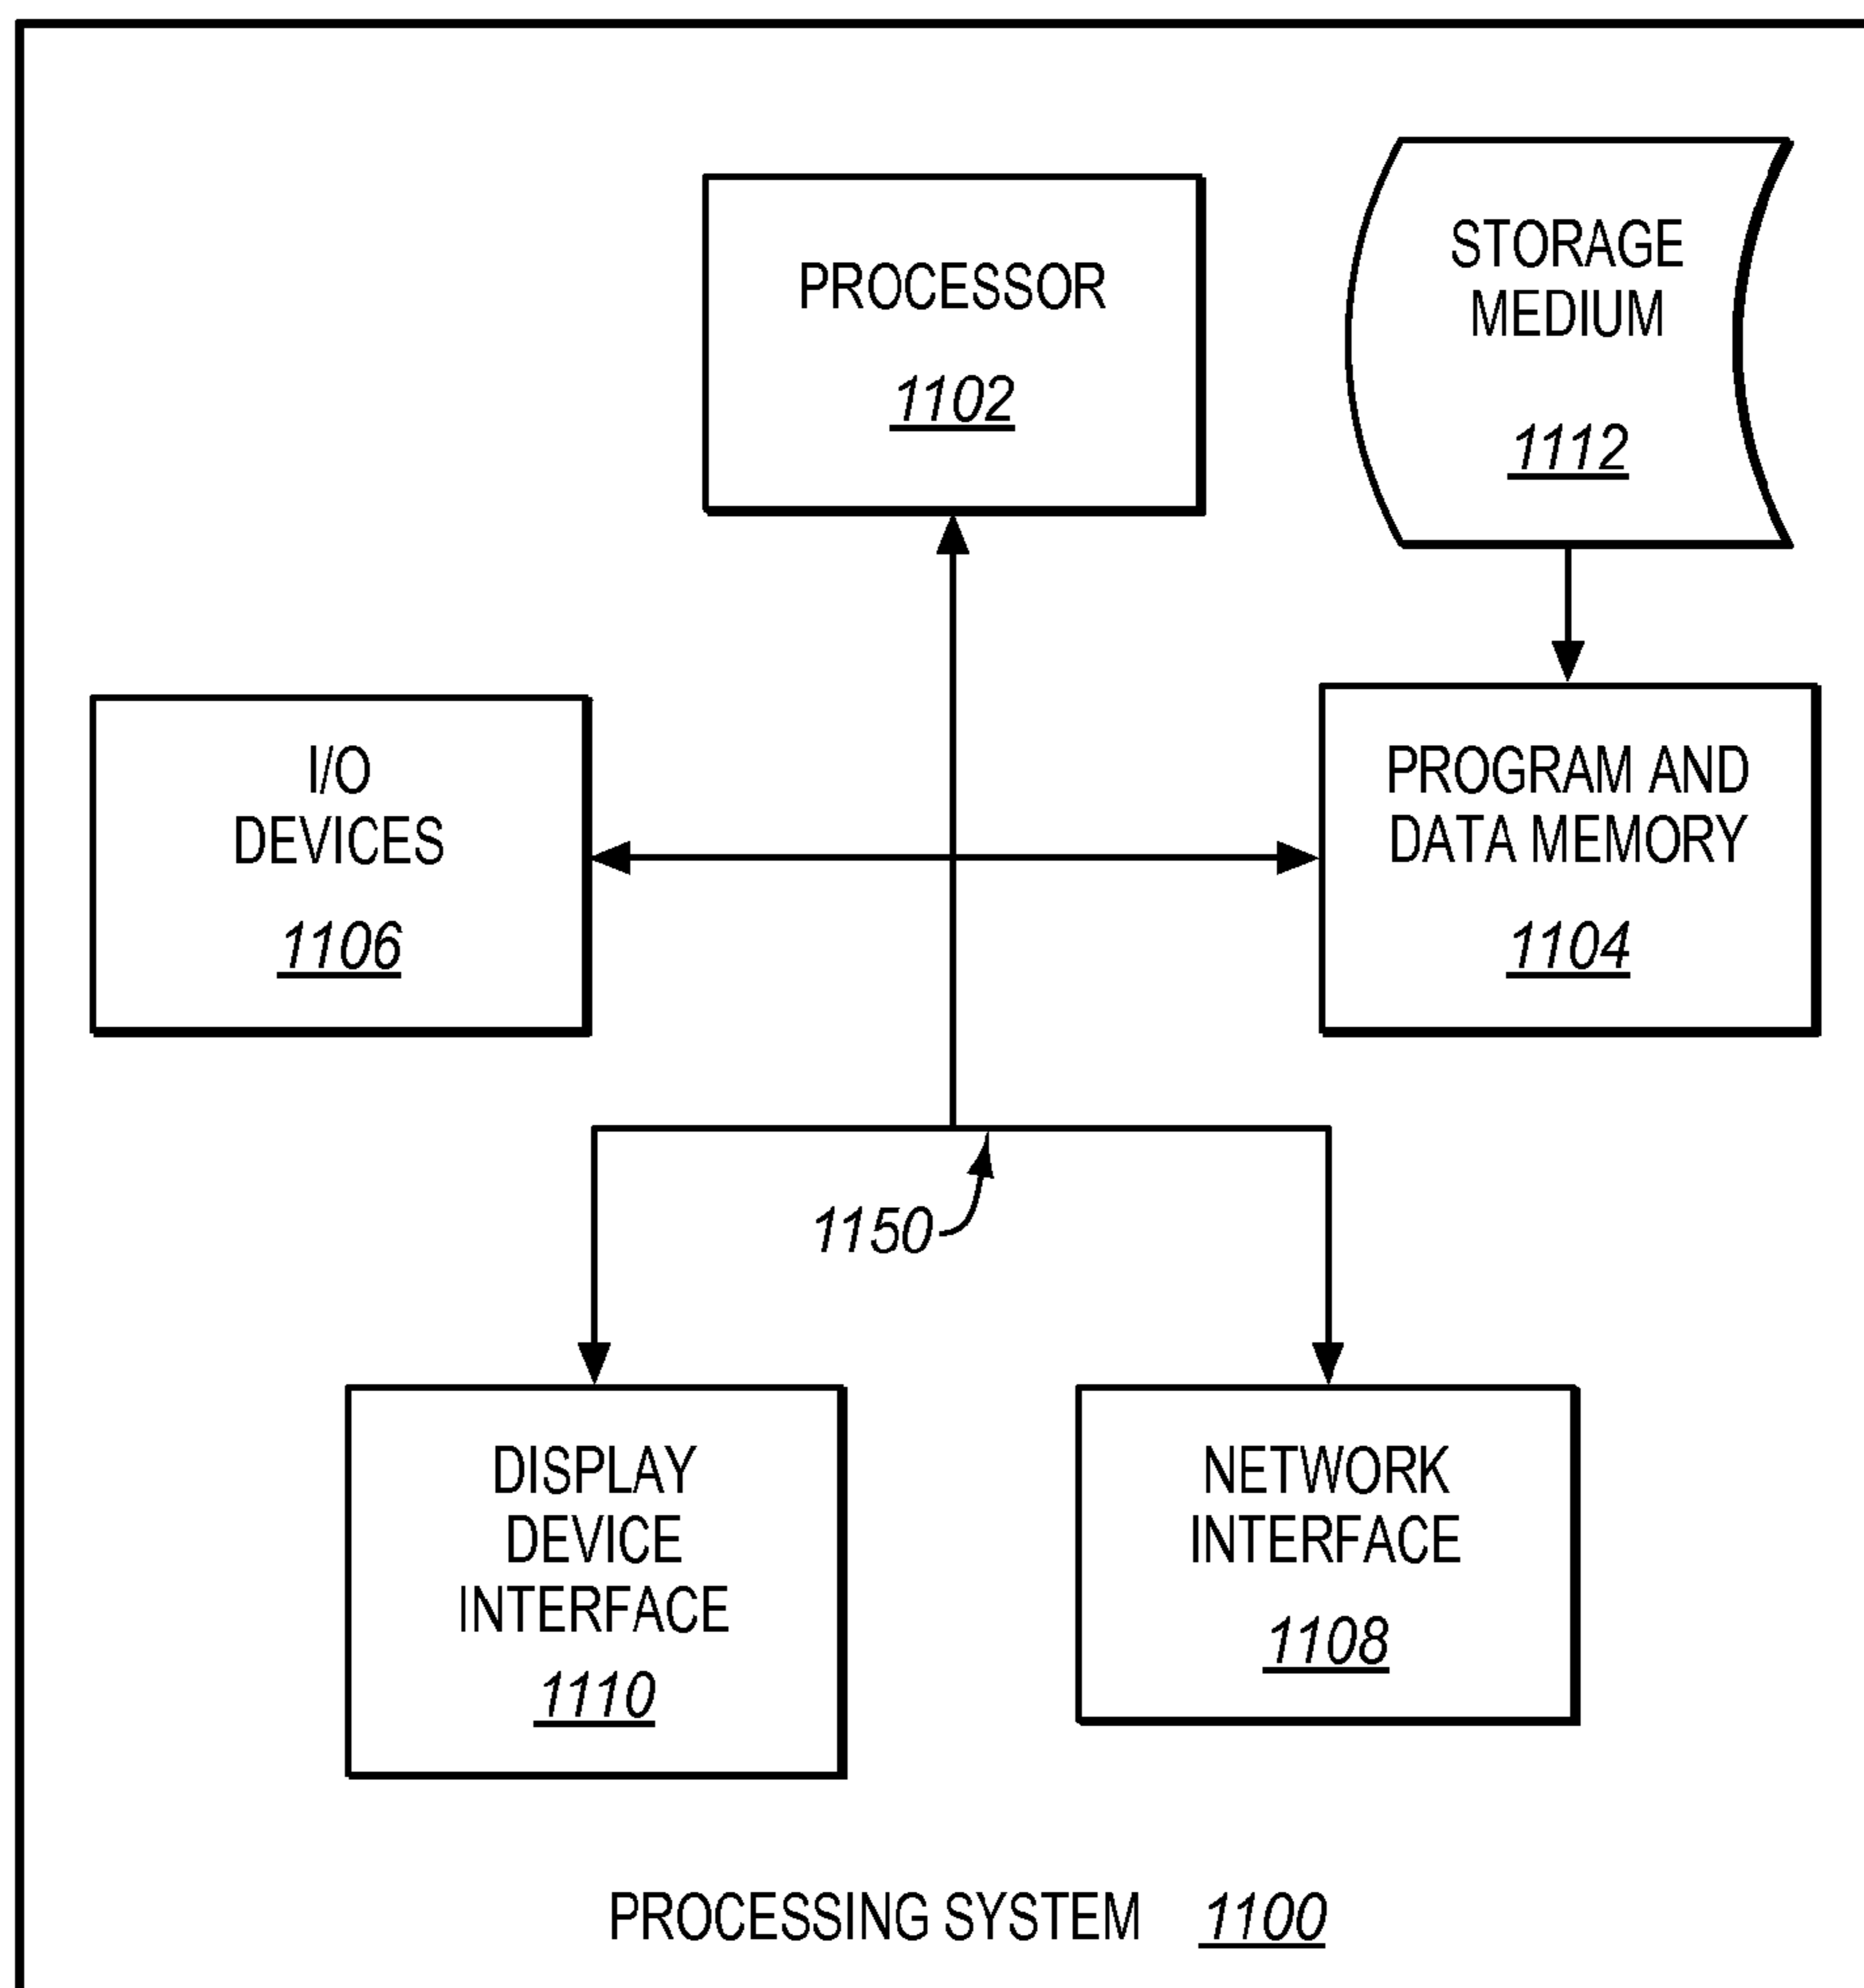 PROCESSOR
1102
STORAGE
MEDIUM
1112
I/O
DEVICES
1106
PROGRAM AND
DATA MEMORY
1104
1150
DISPLAY
DEVICE
INTERFACE
1110
NETWORK
INTERFACE
1108
PROCESSING SYSTEM 1100